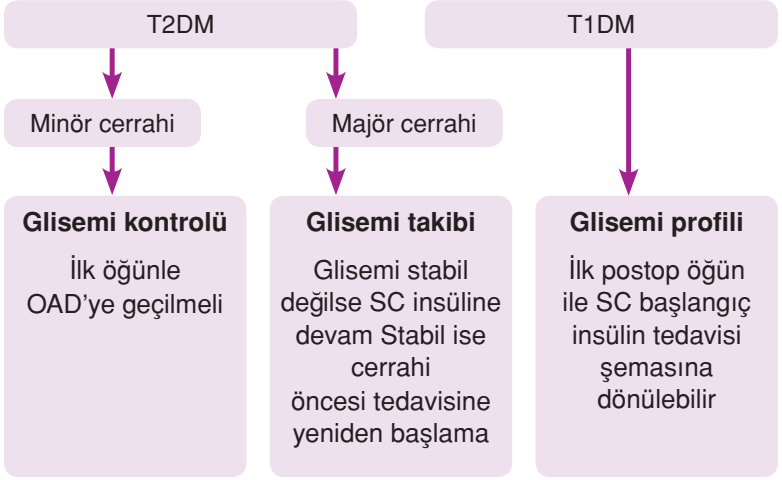 T2DM
T1DM
Minör cerrahi
Majör cerrahi
Glisemi kontrolü
İlk öğünle
OAD’ye geçilmeli
Glisemi takibi
Glisemi stabil
değilse SC insüline
devam Stabil ise
cerrahi
öncesi tedavisine
yeniden başlama
Glisemi profili
İlk postop öğün
ile SC başlangıç
insülin tedavisi
şemasına
dönülebilir